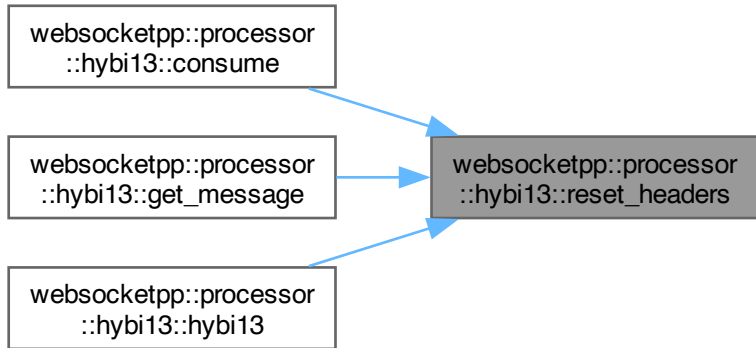 websocketpp::processor
::hybi13::consume
websocketpp::processor
::hybi13::get_message
websocketpp::processor
::hybi13::reset_headers
websocketpp::processor
::hybi13::hybi13